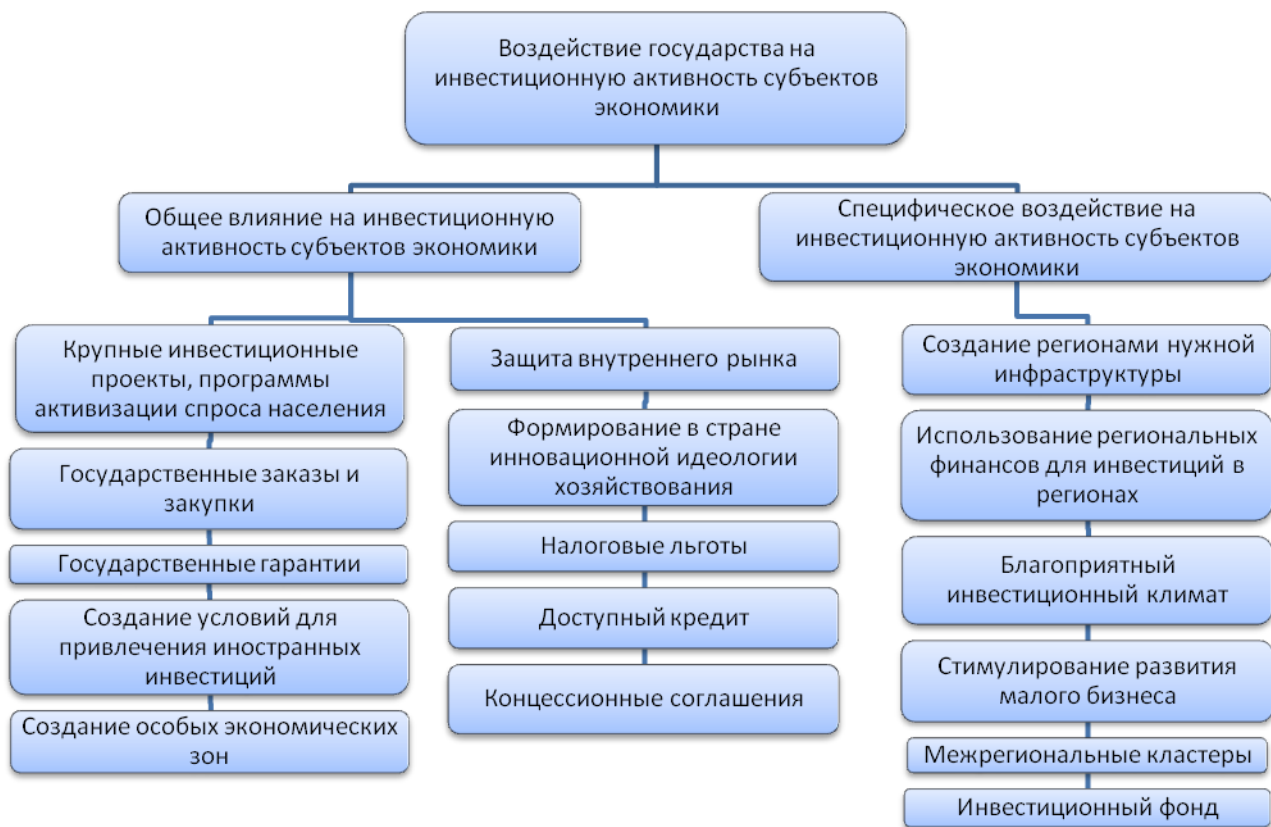 Воздействие государства на
инвестиционную активность субъектов
экономики
Общее влияние на инвестиционную
активность субъектов экономики
Специфическое воздействие на
инвестиционную активность субъектов
экономики
Крупные инвестиционные
проекты, программы
активизации спроса населения
Государственные заказы и
закупки
Государственные гарантии
Создание условий для
привлечения иностранных
инвестиций
Создание особых экономических
зон
Защита внутреннего рынка
Формирование в стране
инновационной идеологии
хозяйствования
Налоговые льготы
Доступный кредит
Концессионные соглашения
Создание регионами нужной
инфраструктуры
Использование региональных
финансов для инвестиций в
регионах
Благоприятный
инвестиционный климат
Стимулирование развития
малого бизнеса
Межрегиональные кластеры
Инвестиционный фонд